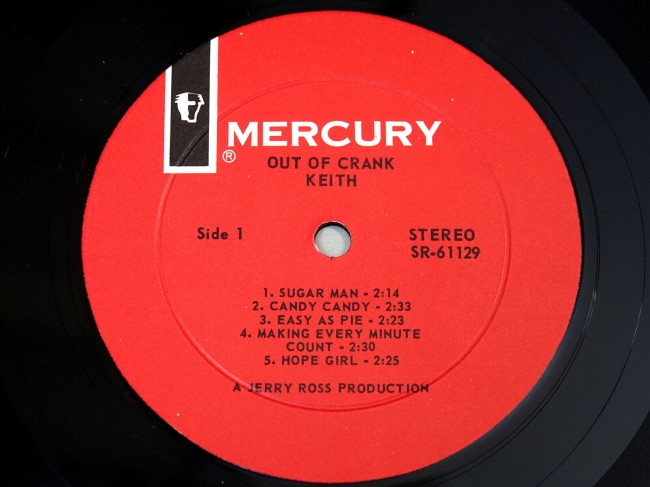 MERCURY
®
OUT OF CRANK
KEITH
Side 1
STEREO
SR-61129
1. SUGAR MAN - 2:14
2. CANDY CANDY - 2:33
3. EASY AS PIE - 2:23
4. MAKING EVERY MINUTE
COUNT - 2:30
5. HOPE GIRL - 2:25
A JERRY ROSS PRODUCTION